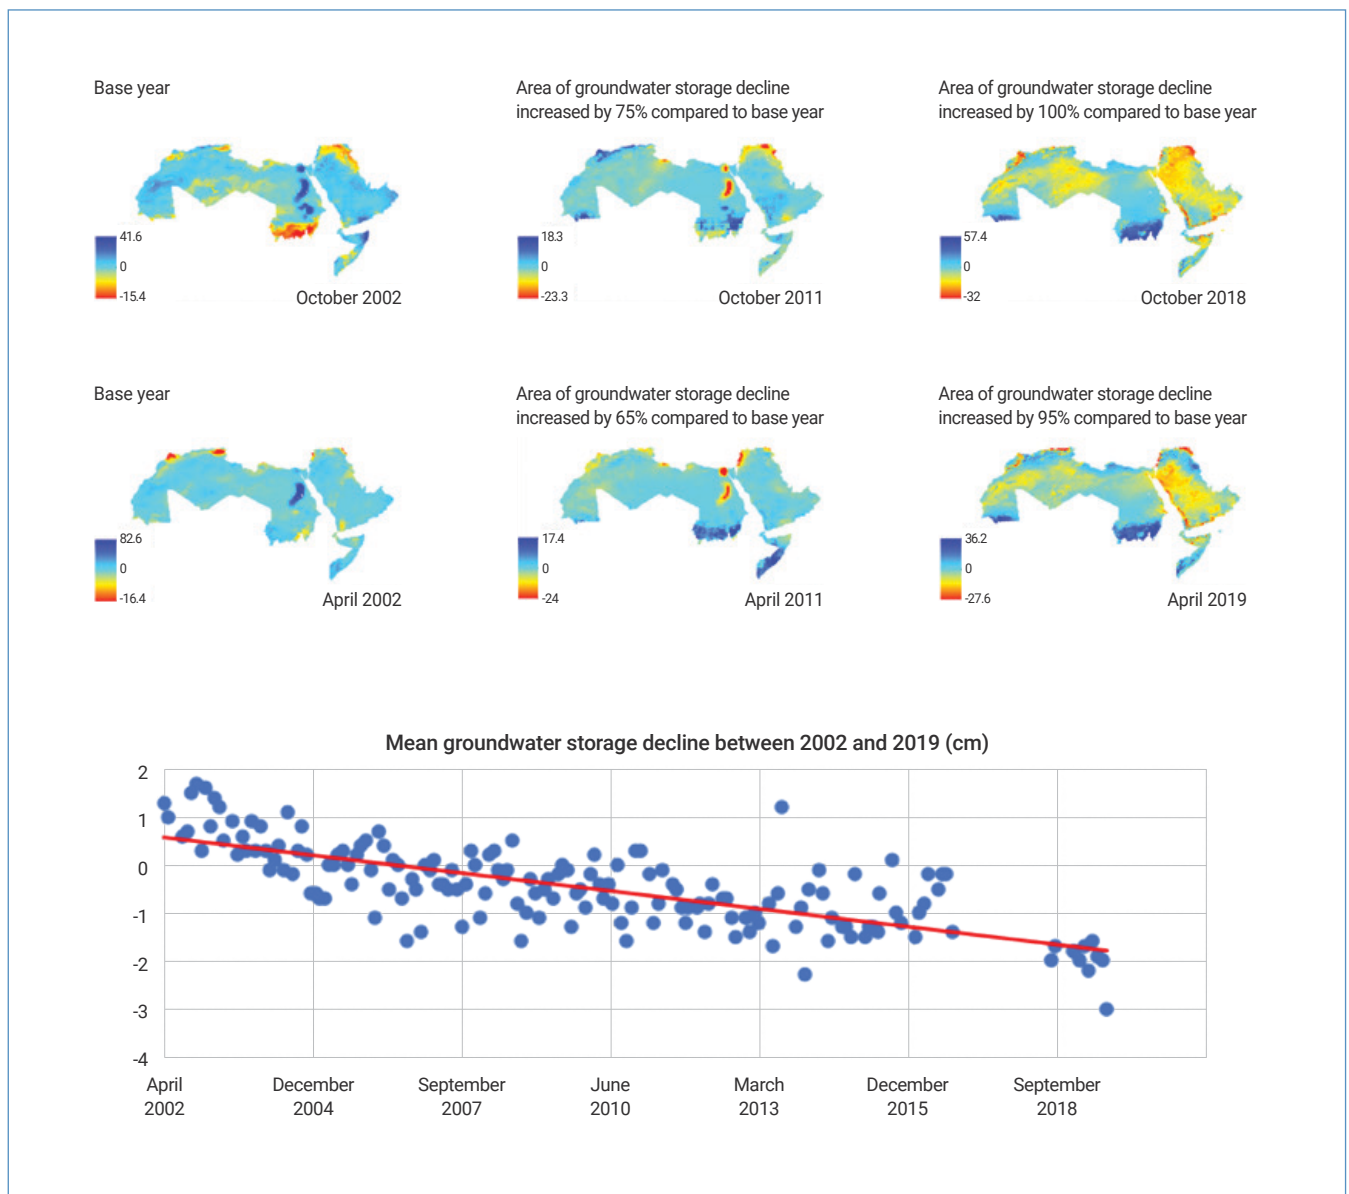 Base year
Area of groundwater storage decline
increased by 75% compared to base year
Area of groundwater storage decline
increased by 100% compared to base year
41.6
0
-15.4
October 2002
18.3
0
-23.3
October 2011
57.4
0
-32
October 2018
Base year
Area of groundwater storage decline
increased by 65% compared to base year
Area of groundwater storage decline
increased by 95% compared to base year
82.6
0
-16.4
April 2002
17.4
0
-24
April 2011
36.2
0
-27.6
April 2019
Mean groundwater storage decline between 2002 and 2019 (cm)
2
1
0
-1
-2
-3
-4
April
2002
December
2004
September
2007
June
2010
March
2013
December
2015
September
2018